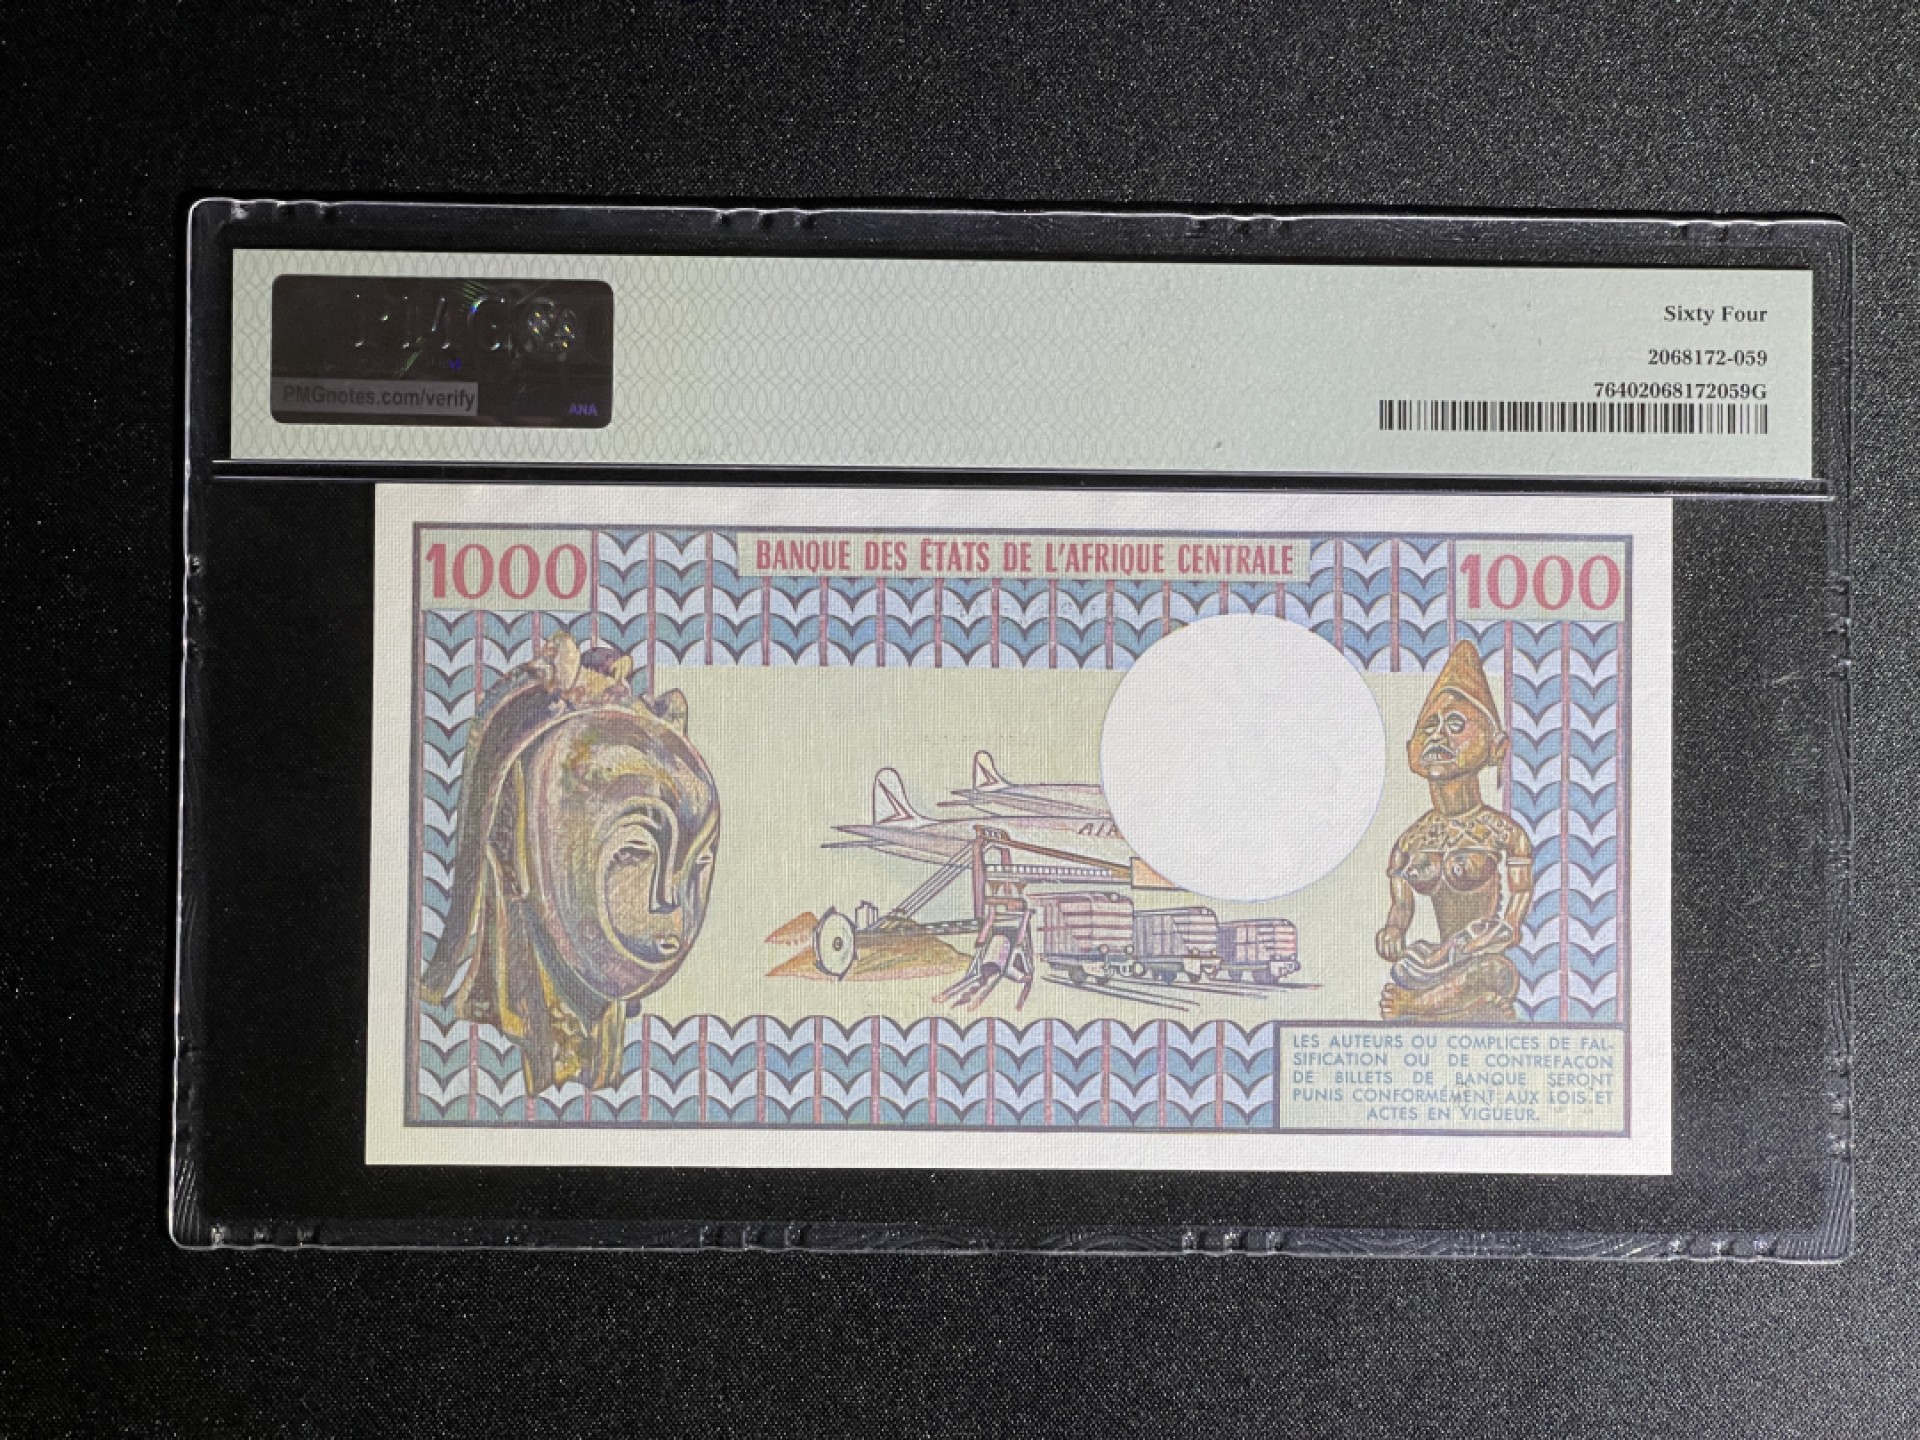 PMG
PMGnotes.com/verify
ANA
Sixty Four
2068172-059
76402068172059G
1000
BANQUE DES ÉTATS DE L'AFRIQUE CENTRALE
1000
AIR
LES AUTEURS OU COMPLICES DE FAL-
SIFICATION OU DE CONTREFAÇON
DE BILLETS DE BANQUE SERONT
PUNIS CONFORMÉMENT AUX LOIS ET
ACTES EN VIGUEUR.